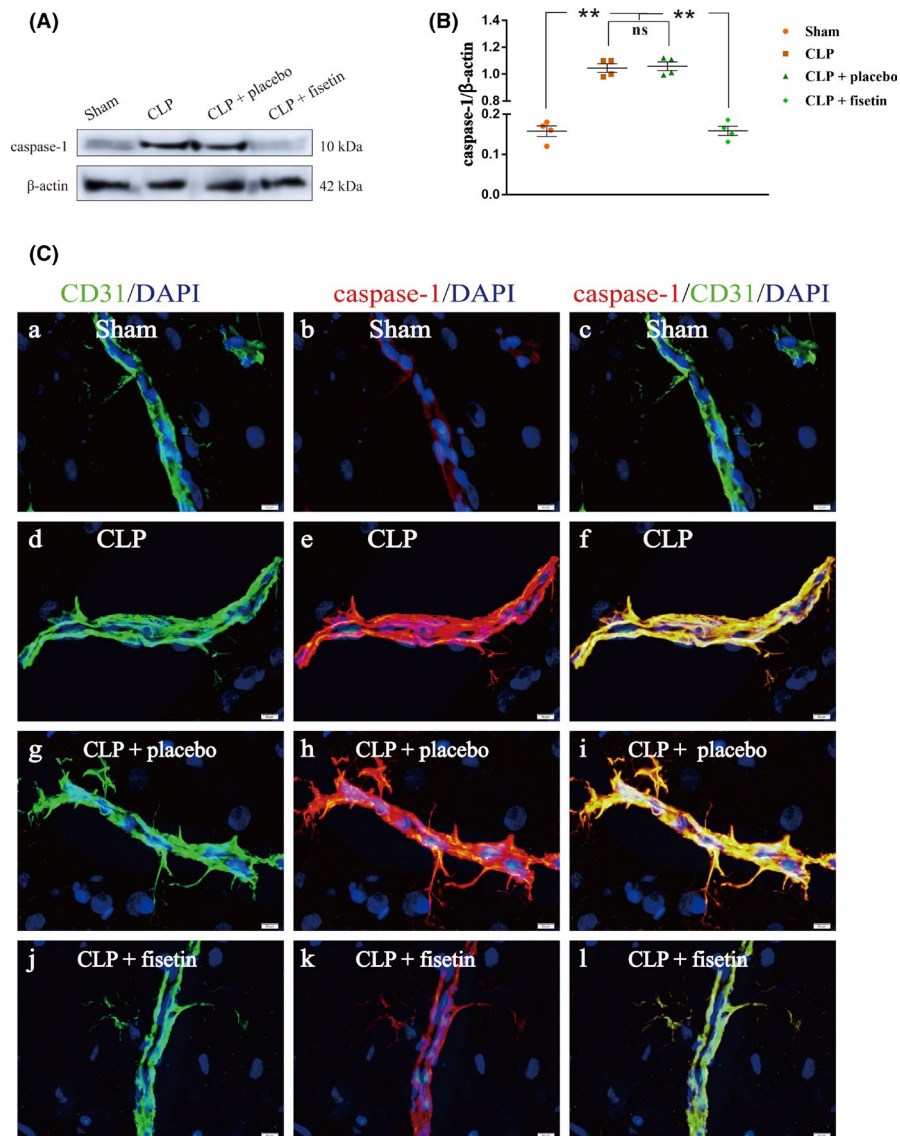 (A)
Sham
CLP
CLP + placebo
CLP + fisetin
caspase-1
10 kDa
β-actin
42 kDa
(B)
caspase-1/β-actin
1.4
1.2
1.0
0.8
0.2
0.1
0.0
**
**
ns
Sham
CLP
CLP + placebo
CLP + fisetin
(C)
CD31/DAPI
caspase-1/DAPI
caspase-1/CD31/DAPI
a Sham
b Sham
c Sham
d CLP
e CLP
f CLP
g CLP + placebo
h CLP + placebo
i CLP + placebo
j CLP + fisetin
k CLP + fisetin
l CLP + fisetin